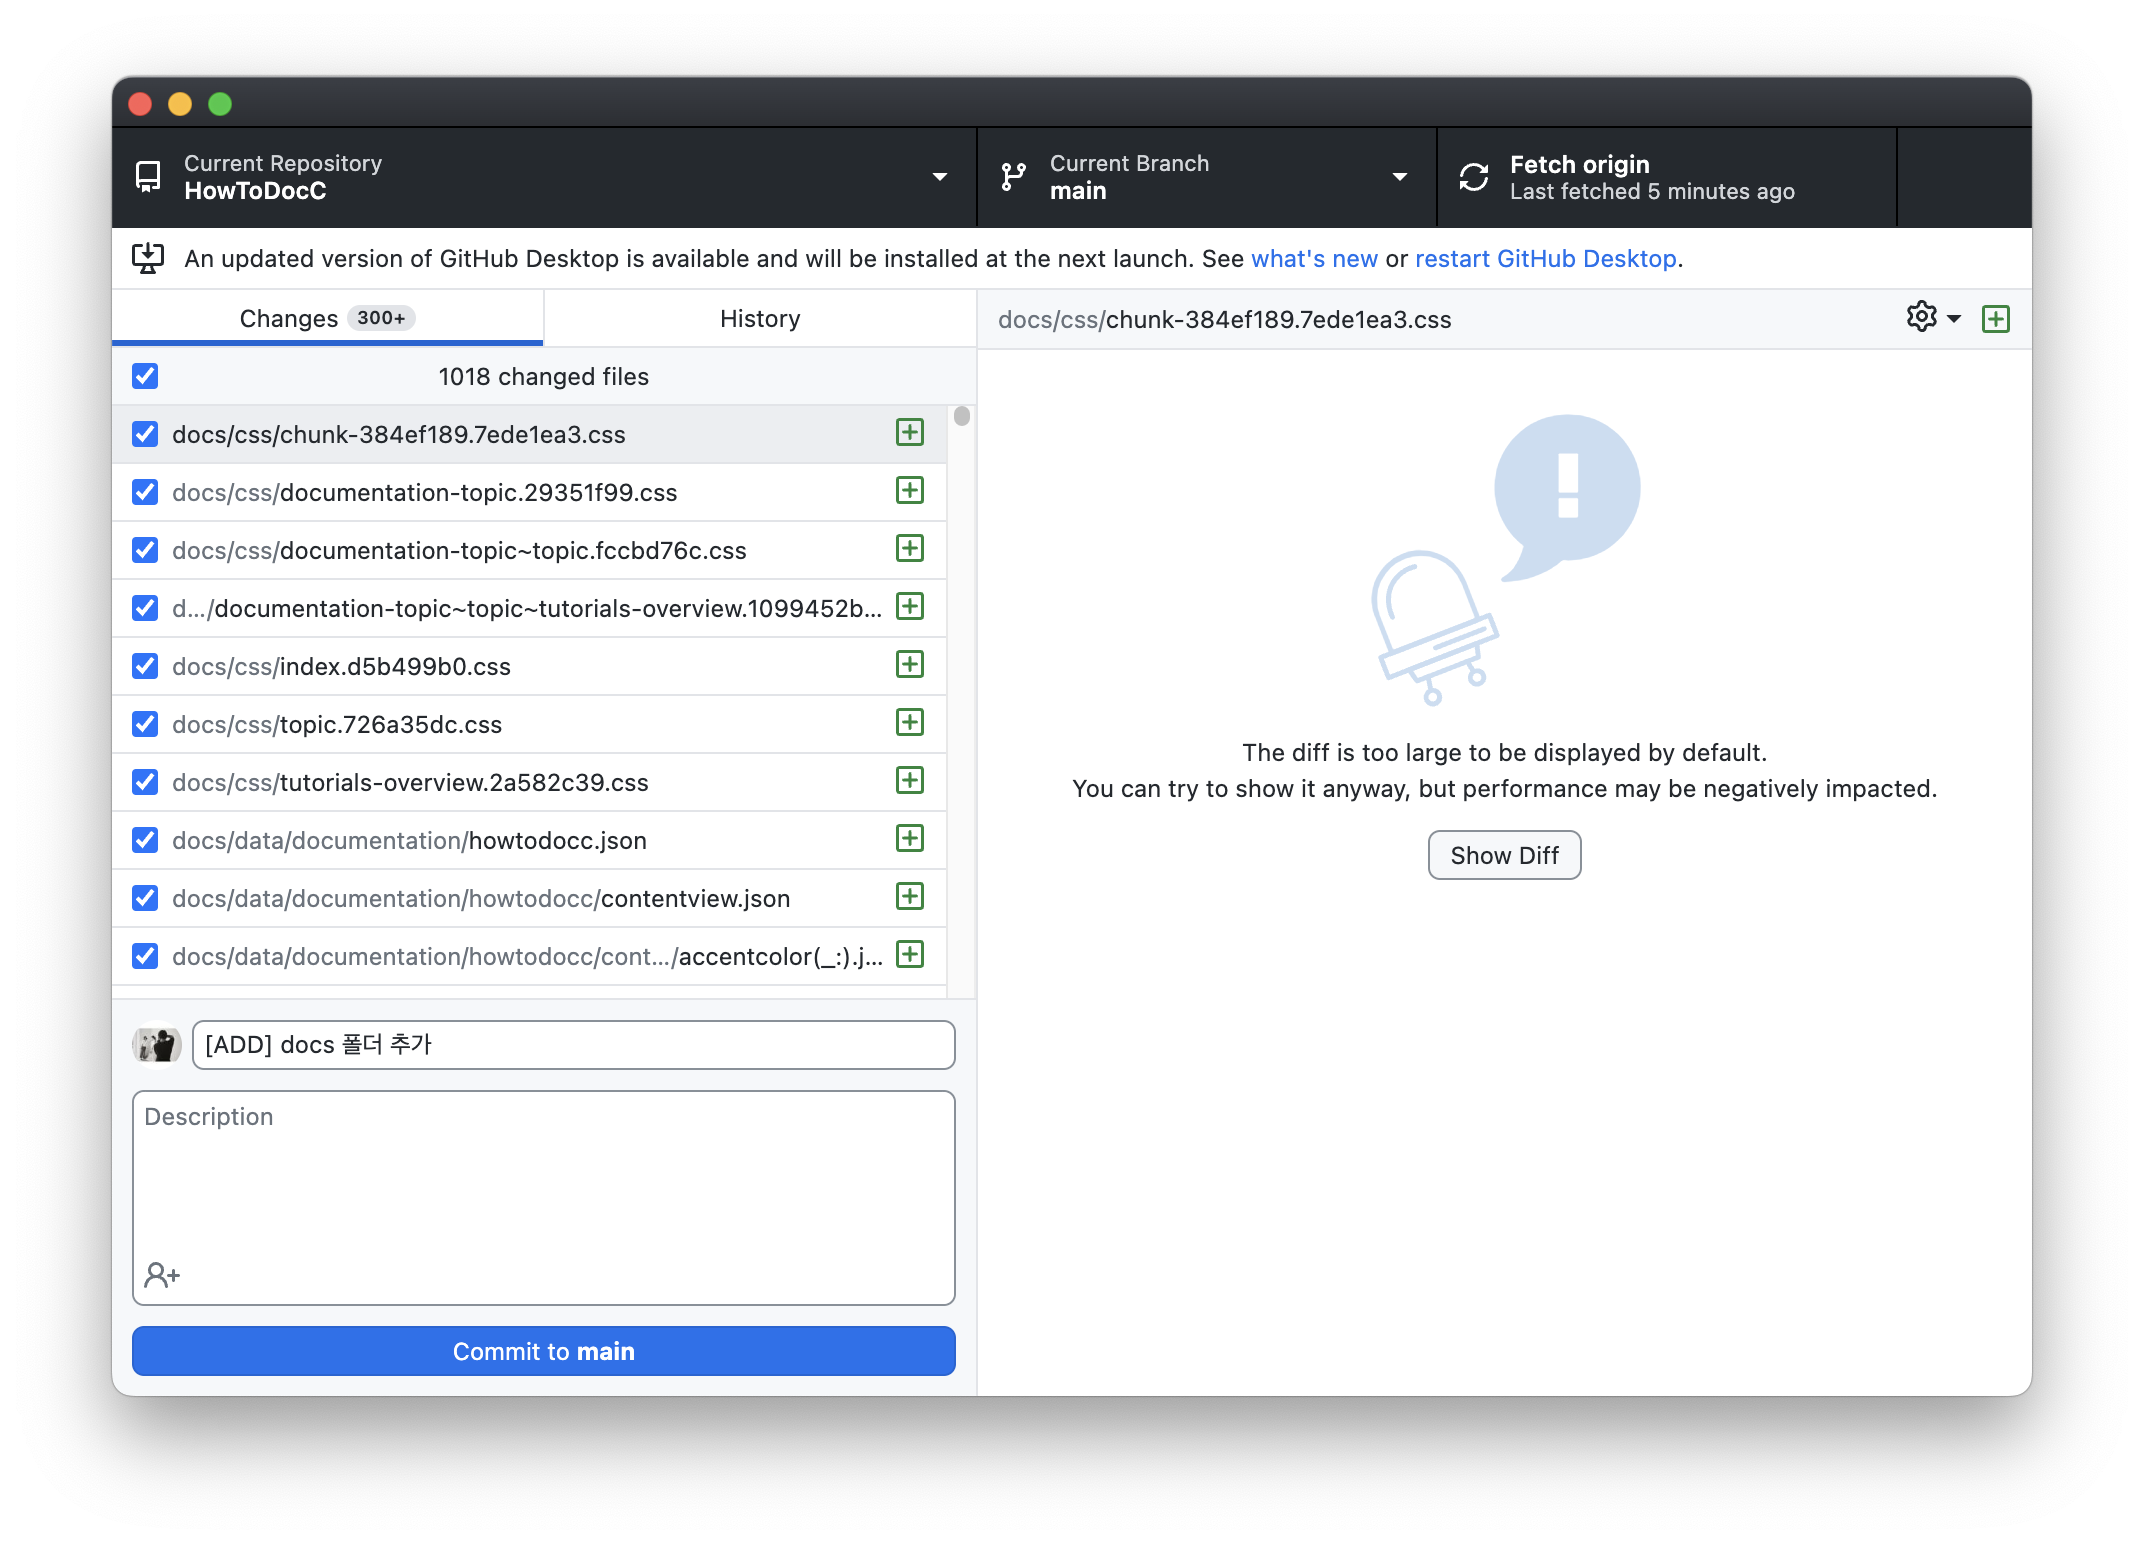 Current Repository
HowToDocC
Current Branch
main
Fetch origin
Last fetched 5 minutes ago
An updated version of GitHub Desktop is available and will be installed at the next launch. See what's new or restart GitHub Desktop.
Changes 300+
History
docs/css/chunk-384ef189.7ede1ea3.css
1018 changed files
docs/css/chunk-384ef189.7ede1ea3.css
docs/css/documentation-topic.29351f99.css
docs/css/documentation-topic~topic.fccbd76c.css
d.../documentation-topic~topic~tutorials-overview.1099452b...
docs/css/index.d5b499b0.css
docs/css/topic.726a35dc.css
docs/css/tutorials-overview.2a582c39.css
docs/data/documentation/howtodocc.json
docs/data/documentation/howtodocc/contentview.json
docs/data/documentation/howtodocc/cont.../accentcolor(_:).j...
[ADD] docs 폴더 추가
Description
Commit to main
The diff is too large to be displayed by default.
You can try to show it anyway, but performance may be negatively impacted.
Show Diff